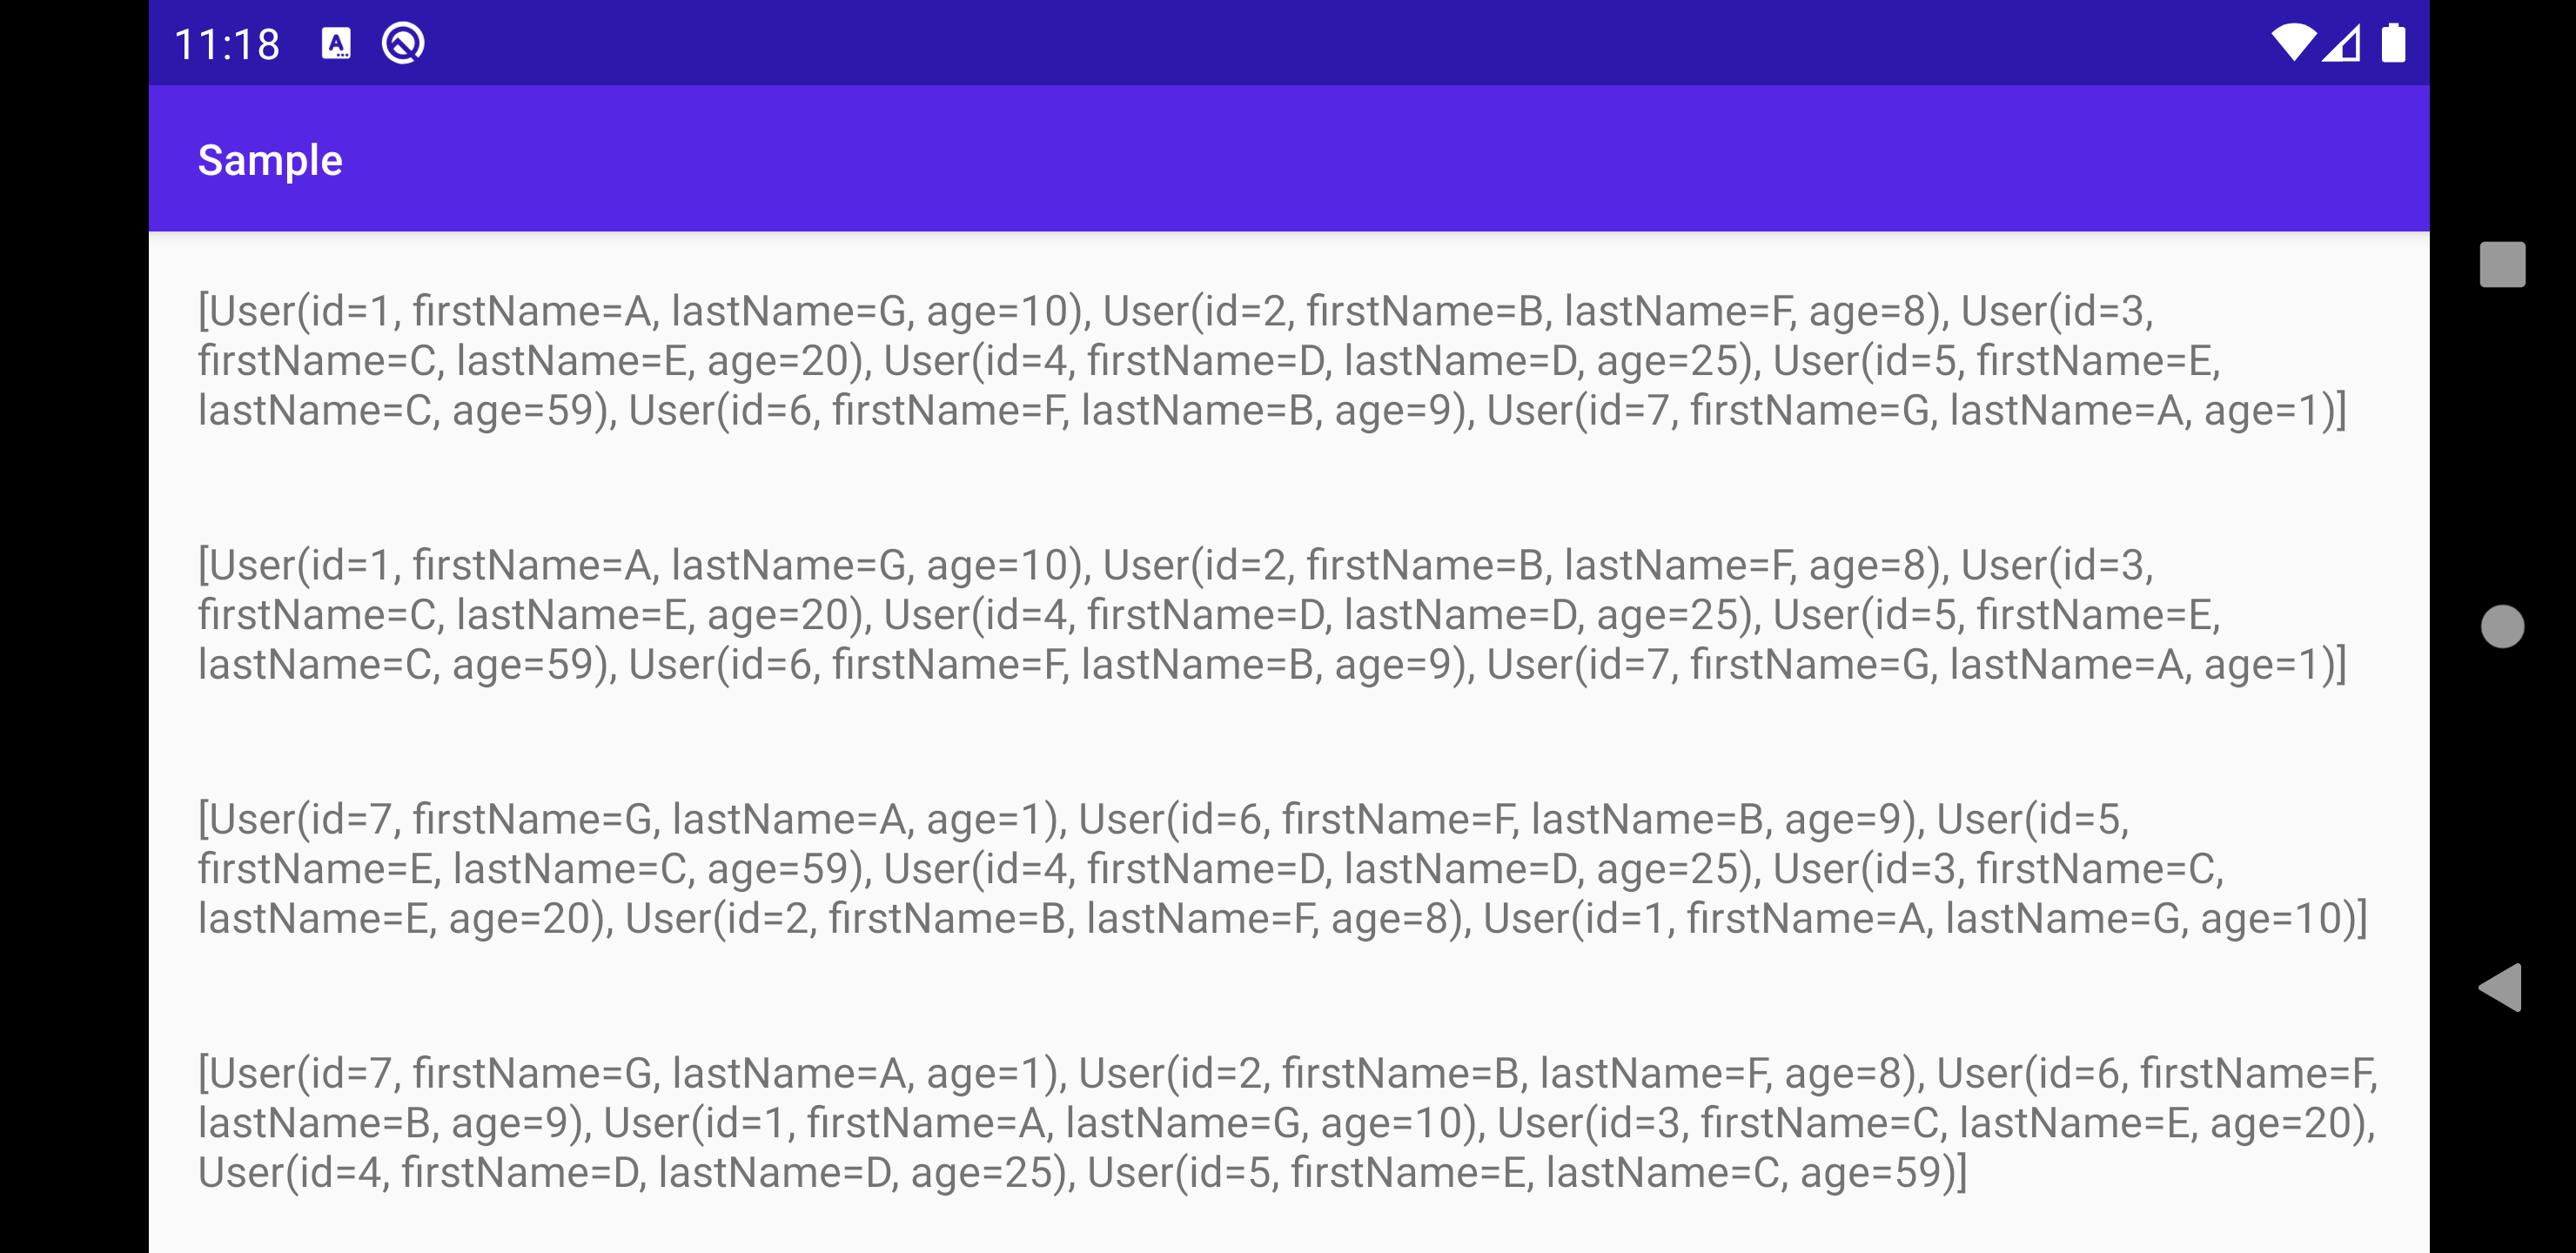 11:18
A
Sample
[User(id=1, firstName=A, lastName=G, age=10), User(id=2, firstName=B, lastName=F, age=8), User(id=3,
firstName=C, lastName=E, age=20), User(id=4, firstName=D, lastName=D, age=25), User(id=5, firstName=E,
lastName=C, age=59), User(id=6, firstName=F, lastName=B, age=9), User(id=7, firstName=G, lastName=A, age=1)]
[User(id=1, firstName=A, lastName=G, age=10), User(id=2, firstName=B, lastName=F, age=8), User(id=3,
firstName=C, lastName=E, age=20), User(id=4, firstName=D, lastName=D, age=25), User(id=5, firstName=E,
lastName=C, age=59), User(id=6, firstName=F, lastName=B, age=9), User(id=7, firstName=G, lastName=A, age=1)]
[User(id=7, firstName=G, lastName=A, age=1), User(id=6, firstName=F, lastName=B, age=9), User(id=5,
firstName=E, lastName=C, age=59), User(id=4, firstName=D, lastName=D, age=25), User(id=3, firstName=C,
lastName=E, age=20), User(id=2, firstName=B, lastName=F, age=8), User(id=1, firstName=A, lastName=G, age=10)]
[User(id=7, firstName=G, lastName=A, age=1), User(id=2, firstName=B, lastName=F, age=8), User(id=6, firstName=F,
lastName=B, age=9), User(id=1, firstName=A, lastName=G, age=10), User(id=3, firstName=C, lastName=E, age=20),
User(id=4, firstName=D, lastName=D, age=25), User(id=5, firstName=E, lastName=C, age=59)]